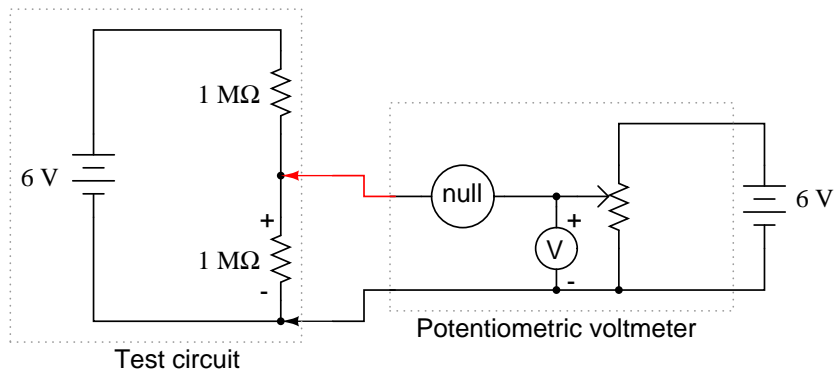 1 MΩ
6 V
+
1 MΩ
-
Test circuit
null
+
V
-
6 V
Potentiometric voltmeter